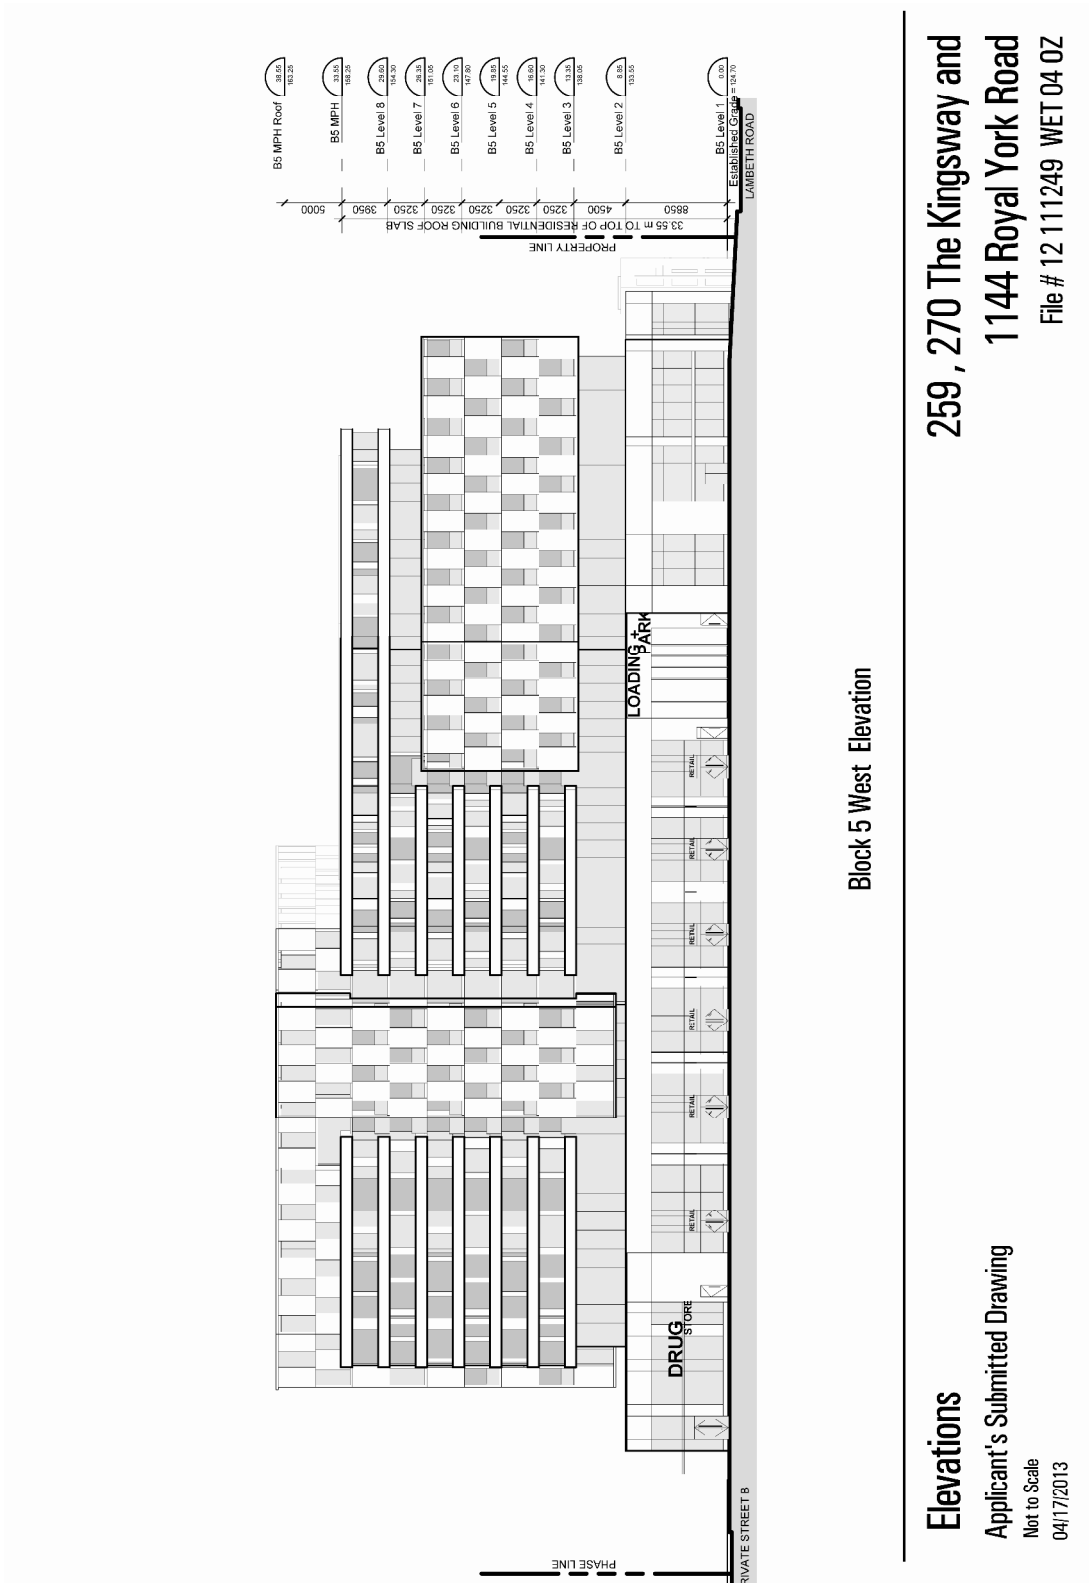 B5 MPH Roof
38.55
163.25
B5 MPH
33.55
158.25
B5 Level 8
29.60
154.30
B5 Level 7
26.35
151.05
B5 Level 6
23.10
147.80
B5 Level 5
19.85
144.55
B5 Level 4
16.60
141.30
B5 Level 3
13.35
138.05
B5 Level 2
8.85
133.55
B5 Level 1
0.00
124.70
Established Grade = 124.70
LAMBETH ROAD
5000
3950
3250
3250
3250
3250
3250
4500
8850
33.55 m TO TOP OF RESIDENTIAL BUILDING ROOF SLAB
PROPERTY LINE
LOADING +
PARK
RETAIL
RETAIL
RETAIL
RETAIL
RETAIL
RETAIL
DRUG
STORE
PHASE LINE
RIVATE STREET B
Block 5 West Elevation
Elevations
Applicant's Submitted Drawing
Not to Scale
04/17/2013
259 , 270 The Kingsway and
1144 Royal York Road
File # 12 111249 WET 04 OZ